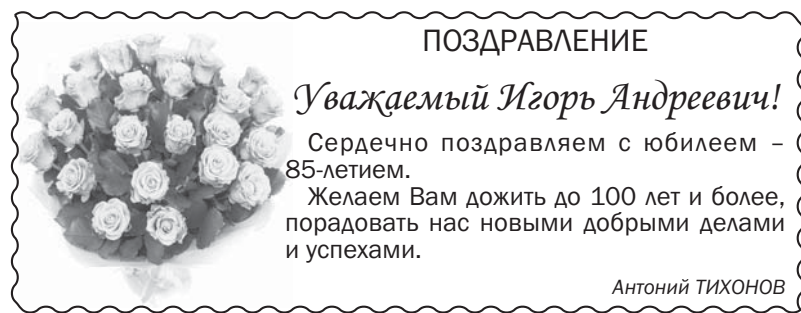 ПОЗДРАВЛЕНИЕ
Уважаемый Игорь Андреевич!
Сердечно поздравляем с юбилеем –
85-летием.
Желаем Вам дожить до 100 лет и более,
порадовать нас новыми добрыми делами
и успехами.
Антоний ТИХОНОВ